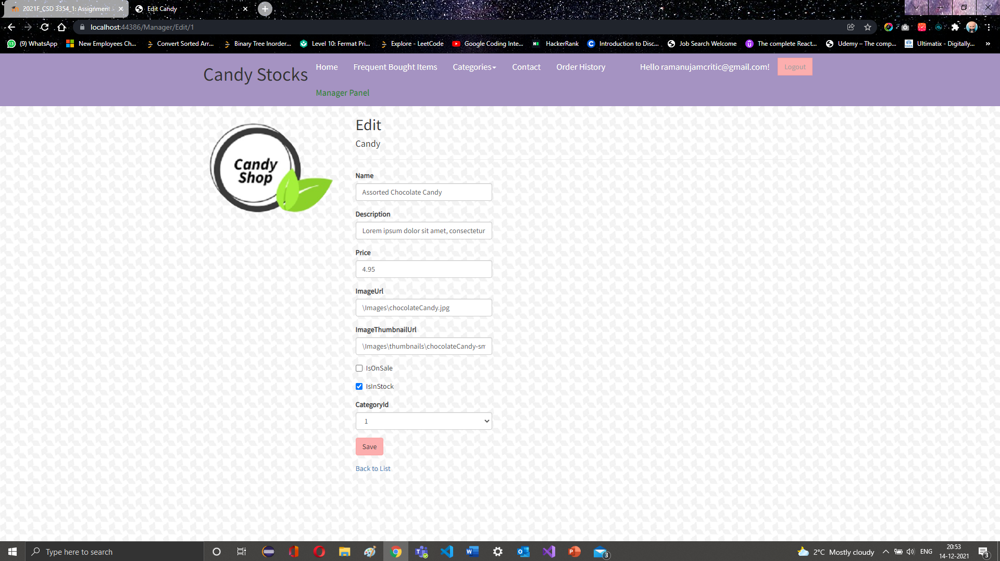 2021F_CSD 3354_1: Assignment
Edit Candy
localhost:44386/Manager/Edit/1
(9) WhatsApp
New Employees Ch...
Convert Sorted Arr...
Binary Tree Inorder...
Level 10: Fermat Pri...
Explore - LeetCode
Google Coding Inte...
HackerRank
Introduction to Disc...
Job Search Welcome
The complete React...
Udemy – The comp...
Ultimatix - Digitally...
»
Candy Stocks
Home
Frequent Bought Items
Categories
Contact
Order History
Hello ramanujamcritic@gmail.com!
Logout
Manager Panel
Candy
Shop
Edit
Candy
Name
Assorted Chocolate Candy
Description
Lorem ipsum dolor sit amet, consectetur
Price
4.95
ImageUrl
\Images\chocolateCandy.jpg
ImageThumbnailUrl
\Images\thumbnails\chocolateCandy-sm
IsOnSale
IsInStock
CategoryId
1
Save
Back to List
Type here to search
2°C Mostly cloudy
ENG
20:53
14-12-2021
3
3